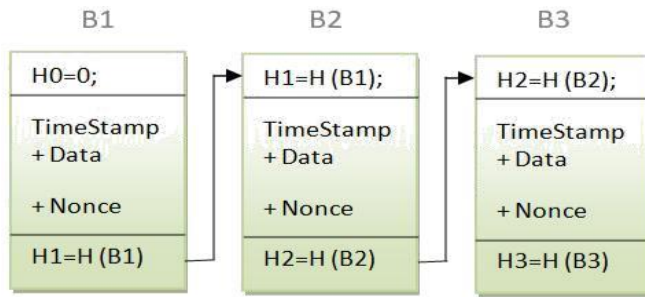 B1
H0=0;
TimeStamp
+ Data
+ Nonce
H1=H (B1)
B2
H1=H (B1);
TimeStamp
+ Data
+ Nonce
H2=H (B2)
B3
H2=H (B2);
TimeStamp
+ Data
+ Nonce
H3=H (B3)